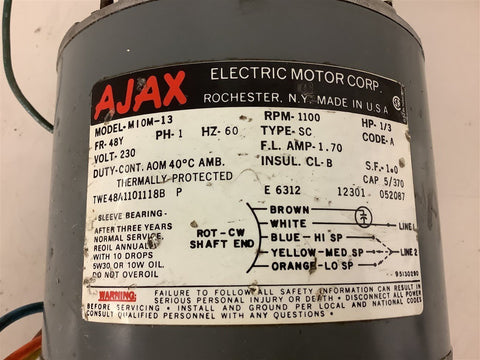 AJAX
ELECTRIC MOTOR CORP.
ROCHESTER, N.Y. MADE IN U.S.A.
MODEL-M10M-13
RPM-1100
HP-1/3
FR-48Y
PH-1
HZ-60
TYPE-SC
CODE-A
VOLT-230
F.L. AMP-1.70
DUTY-CONT. AOM 40°C AMB.
INSUL. CL-B
S.F.-1.0
THERMALLY PROTECTED
CAP 5/370
TWE48A1101118B P
E 6312
12301
052087
SLEEVE BEARING-
AFTER THREE YEARS
NORMAL SERVICE,
REOIL ANNUALLY
WITH 10 DROPS
5W30 OR 10W OIL.
DO NOT OVEROIL
ROT-CW
SHAFT END
BROWN
WHITE
LINE 1
BLUE-HI SP
YELLOW-MED SP
LINE 2
ORANGE-LO SP
WARNING:
FAILURE TO FOLLOW ALL SAFETY INFORMATION CAN RESULT IN
SERIOUS PERSONAL INJURY OR DEATH • DISCONNECT ALL POWER
BEFORE SERVICING • INSTALL AND GROUND PER LOCAL AND NATIONAL CODES
CONSULT QUALIFIED PERSONNEL WITH ANY QUESTIONS •